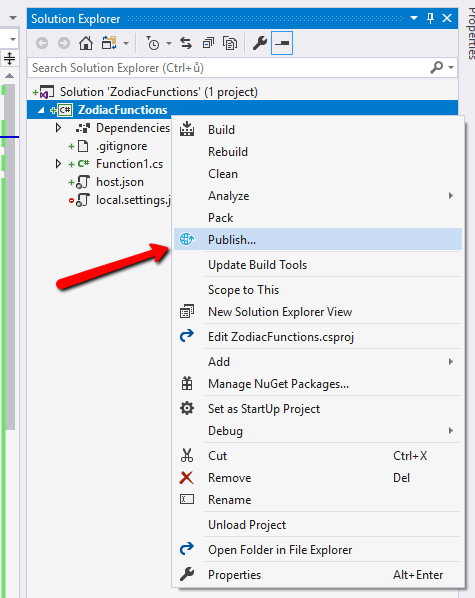 Solution Explorer
Properties
Search Solution Explorer (Ctrl+ů)
Solution 'ZodiacFunctions' (1 project)
C# ZodiacFunctions
Dependencies
.gitignore
C# Function1.cs
host.json
local.settings.j
Build
Rebuild
Clean
Analyze
Pack
Publish...
Update Build Tools
Scope to This
New Solution Explorer View
Edit ZodiacFunctions.csproj
Add
Manage NuGet Packages...
Set as StartUp Project
Debug
Cut Ctrl+X
Remove Del
Rename
Unload Project
Open Folder in File Explorer
Properties Alt+Enter